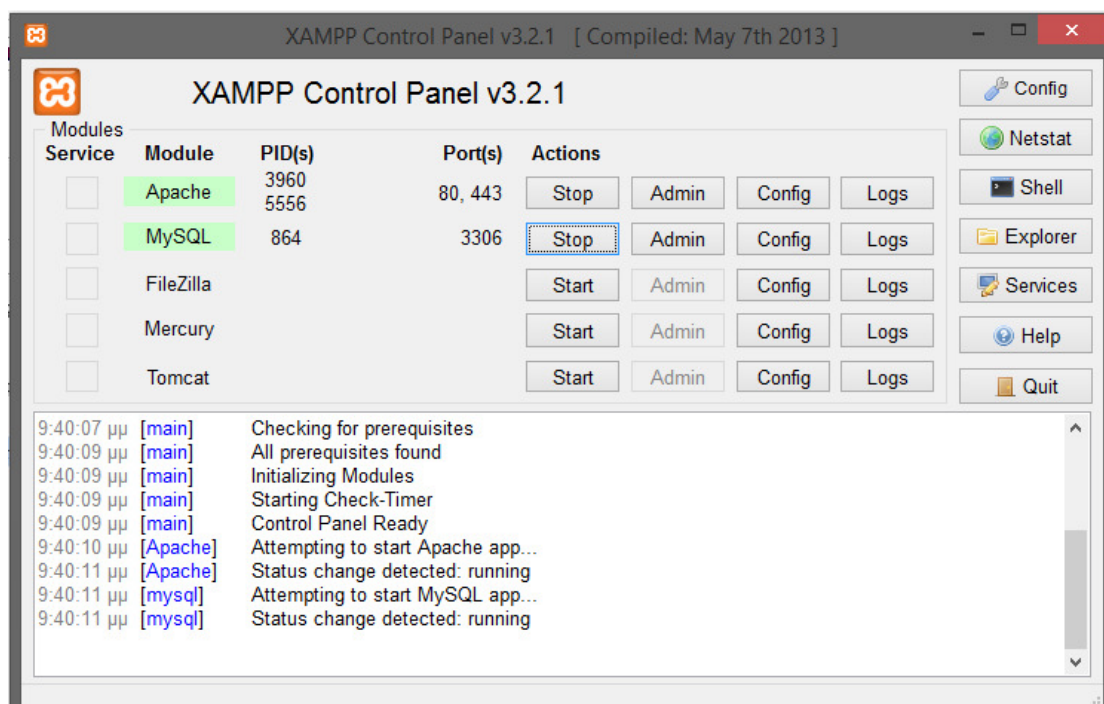 XAMPP Control Panel v3.2.1 [ Compiled: May 7th 2013 ]
XAMPP Control Panel v3.2.1
Config
Modules
Netstat
Service Module PID(s) Port(s) Actions
Apache 3960 5556 80, 443 Stop Admin Config Logs
Shell
MySQL 864 3306 Stop Admin Config Logs
Explorer
FileZilla Start Admin Config Logs
Services
Mercury Start Admin Config Logs
Help
Tomcat Start Admin Config Logs
Quit
9:40:07 μμ [main] Checking for prerequisites
9:40:09 μμ [main] All prerequisites found
9:40:09 μμ [main] Initializing Modules
9:40:09 μμ [main] Starting Check-Timer
9:40:09 μμ [main] Control Panel Ready
9:40:10 μμ [Apache] Attempting to start Apache app...
9:40:11 μμ [Apache] Status change detected: running
9:40:11 μμ [mysql] Attempting to start MySQL app...
9:40:11 μμ [mysql] Status change detected: running